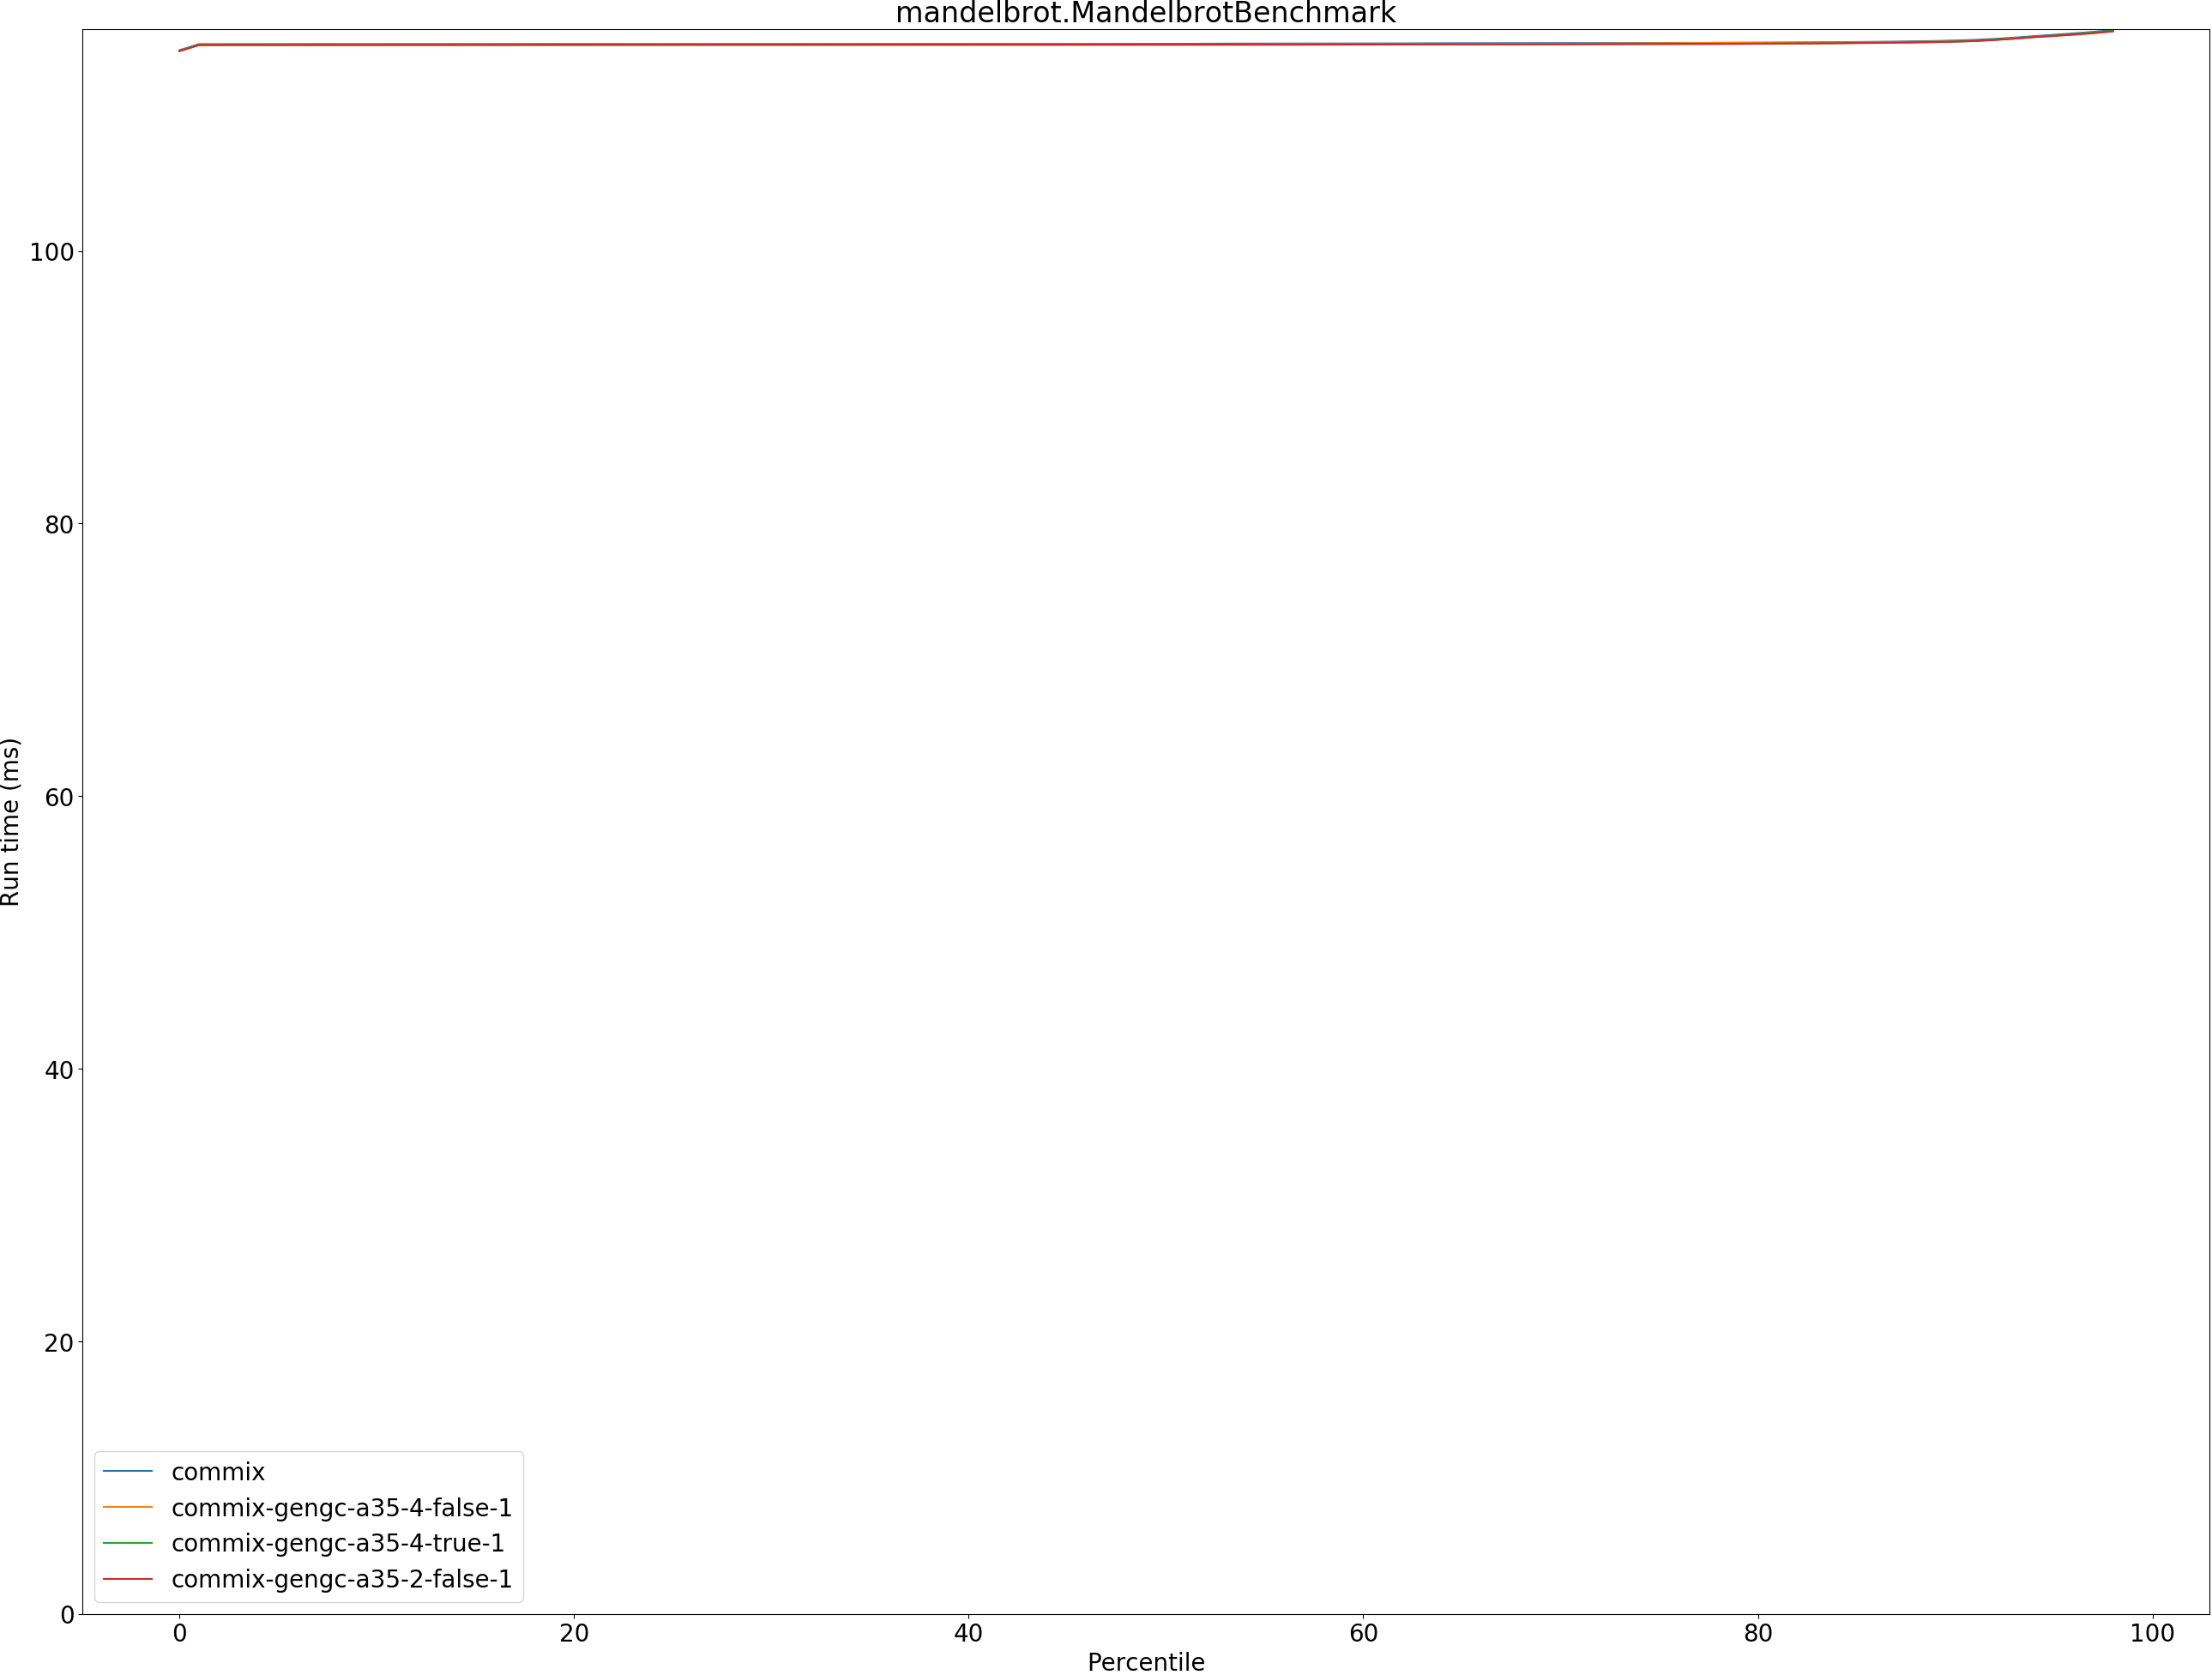 mandelbrot.MandelbrotBenchmark
Run time (ms)
100
80
60
40
20
0
commix
commix-gengc-a35-4-false-1
commix-gengc-a35-4-true-1
commix-gengc-a35-2-false-1
0 20 40 60 80 100
Percentile